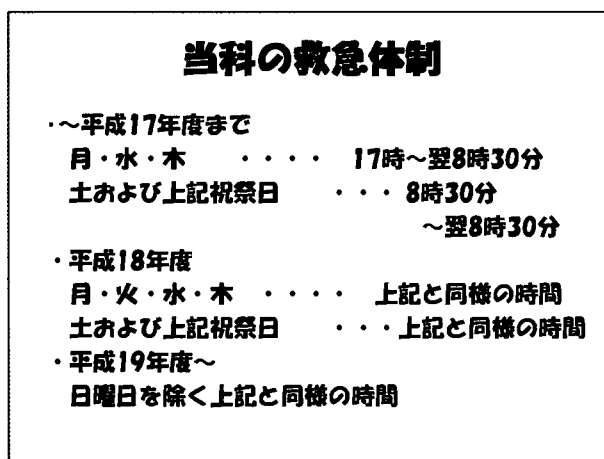 当科の救急体制
・～平成17年度まで
月・水・木 ・・・・ 17時～翌8時30分
土および上記祝祭日 ・・・ 8時30分
～翌8時30分
・平成18年度
月・火・水・木 ・・・・ 上記と同様の時間
土および上記祝祭日 ・・・上記と同様の時間
・平成19年度～
日曜日を除く上記と同様の時間